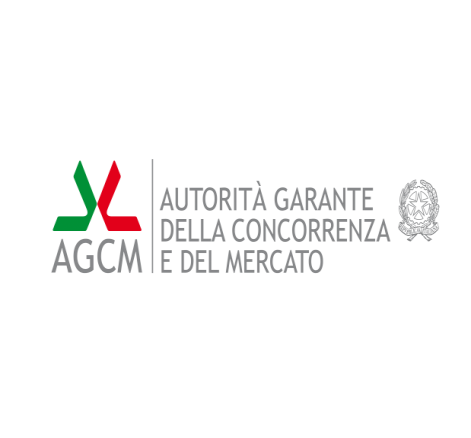 AGCM
AUTORITÀ GARANTE
DELLA CONCORRENZA
E DEL MERCATO